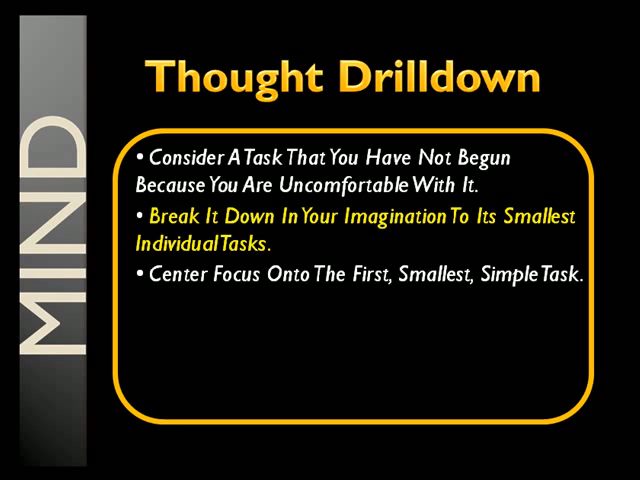 MIND
Thought Drilldown
• Consider A Task That You Have Not Begun
Because You Are Uncomfortable With It.
• Break It Down In Your Imagination To Its Smallest
Individual Tasks.
• Center Focus Onto The First, Smallest, Simple Task.